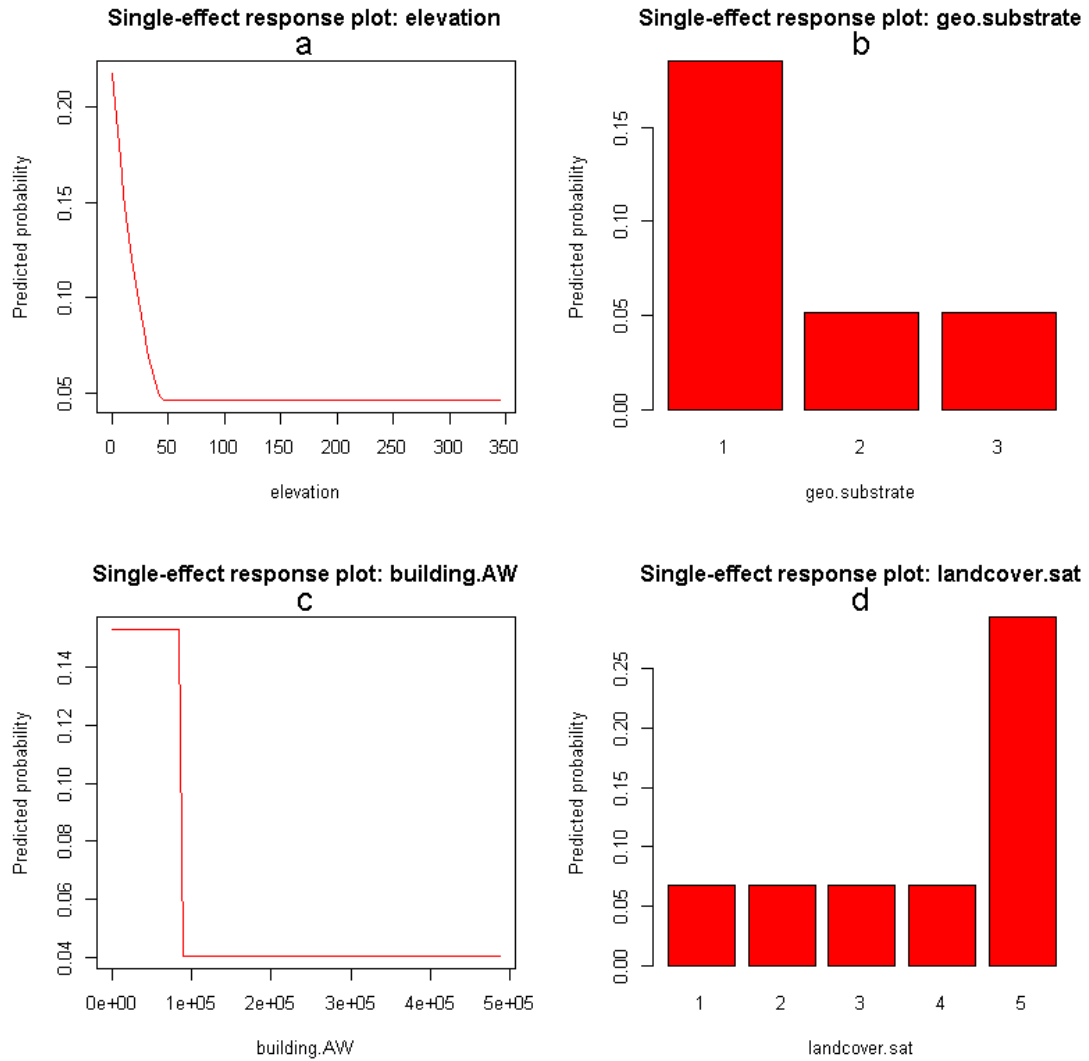 Single-effect response plot: elevation
a
Predicted probability
0.05 0.10 0.15 0.20
0 50 100 150 200 250 300 350
elevation
Single-effect response plot: geo.substrate
b
Predicted probability
0.00 0.05 0.10 0.15
1 2 3
geo.substrate
Single-effect response plot: building.AW
c
Predicted probability
0.04 0.06 0.08 0.10 0.12 0.14
0e+00 1e+05 2e+05 3e+05 4e+05 5e+05
building.AW
Single-effect response plot: landcover.sat
d
Predicted probability
0.00 0.05 0.10 0.15 0.20 0.25
1 2 3 4 5
landcover.sat